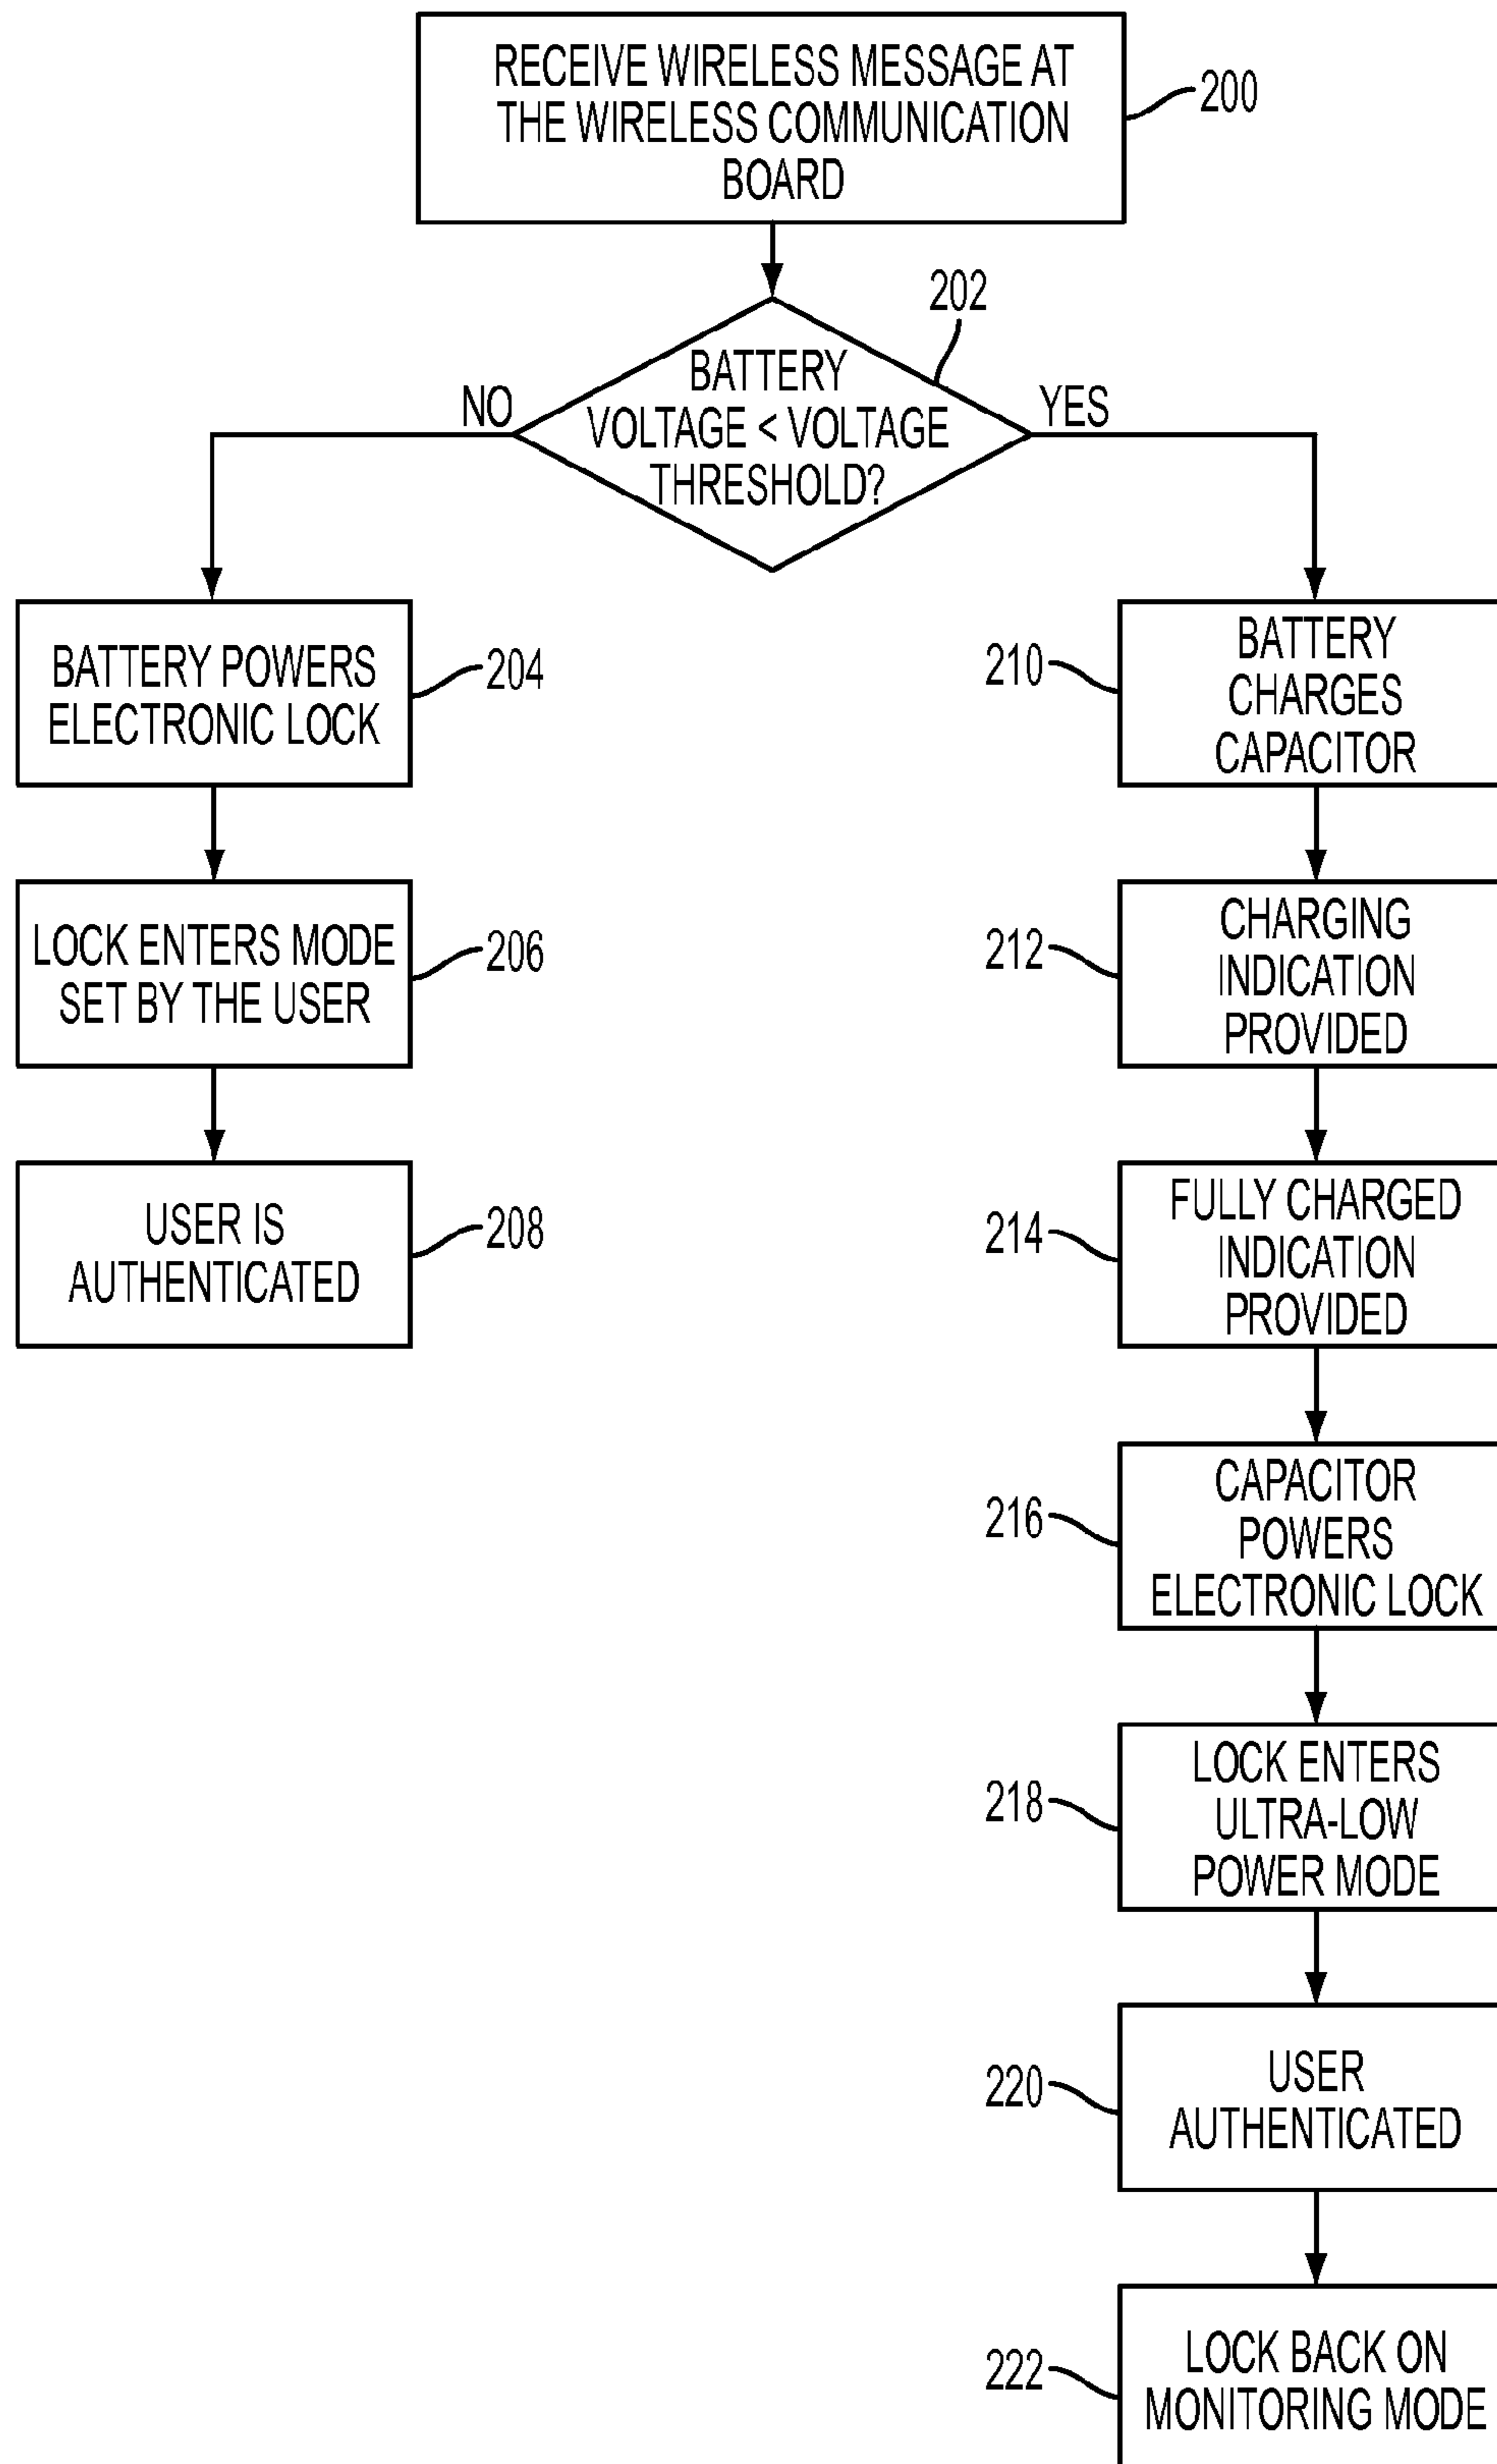 RECEIVE WIRELESS MESSAGE AT
THE WIRELESS COMMUNICATION
BOARD
200
202
BATTERY
VOLTAGE < VOLTAGE
THRESHOLD?
NO
YES
BATTERY POWERS
ELECTRONIC LOCK
204
LOCK ENTERS MODE
SET BY THE USER
206
USER IS
AUTHENTICATED
208
210
BATTERY
CHARGES
CAPACITOR
212
CHARGING
INDICATION
PROVIDED
214
FULLY CHARGED
INDICATION
PROVIDED
216
CAPACITOR
POWERS
ELECTRONIC LOCK
218
LOCK ENTERS
ULTRA-LOW
POWER MODE
220
USER
AUTHENTICATED
222
LOCK BACK ON
MONITORING MODE